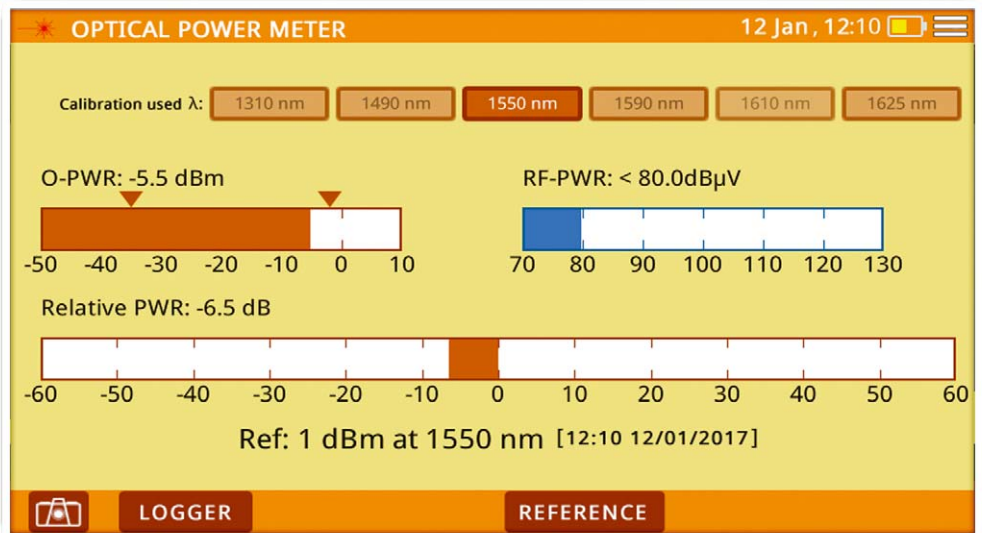 OPTICAL POWER METER 12 Jan, 12:10
Calibration used λ: 1310 nm 1490 nm 1550 nm 1590 nm 1610 nm 1625 nm
O-PWR: -5.5 dBm RF-PWR: < 80.0dBµV
-50 -40 -30 -20 -10 0 10 70 80 90 100 110 120 130
Relative PWR: -6.5 dB
-60 -50 -40 -30 -20 -10 0 10 20 30 40 50 60
Ref: 1 dBm at 1550 nm [12:10 12/01/2017]
LOGGER REFERENCE